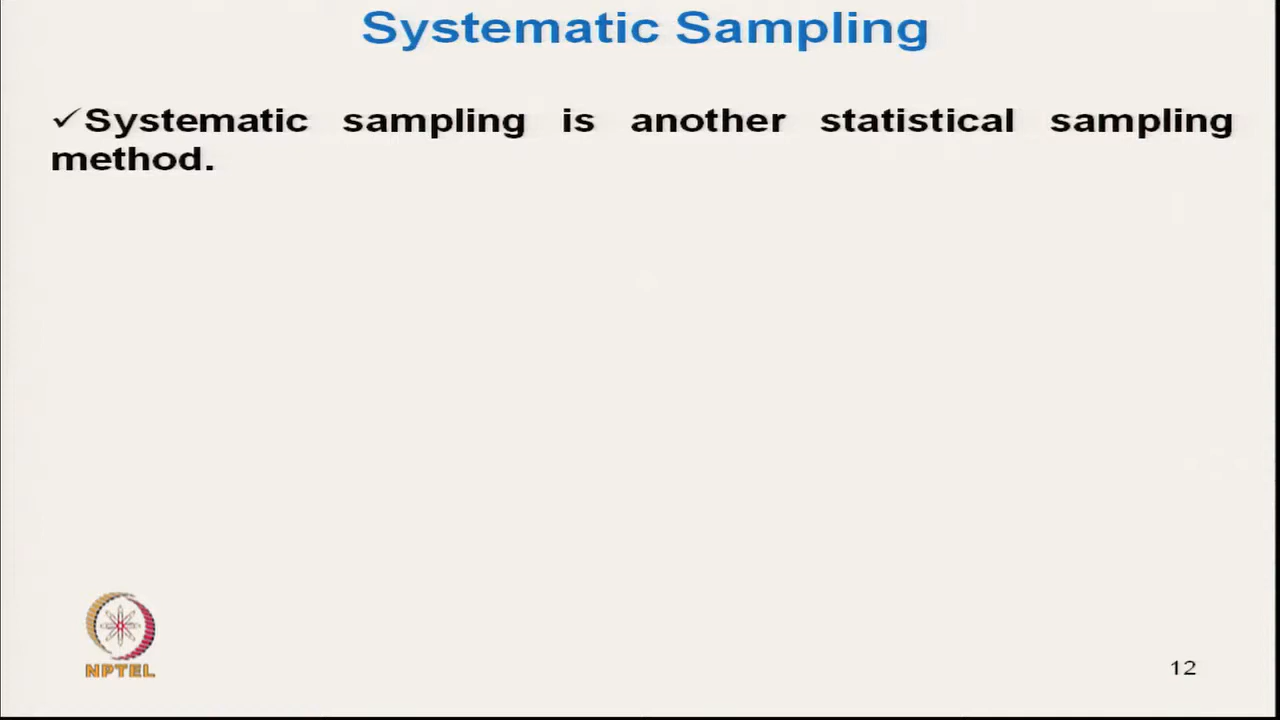 Systematic Sampling
✓Systematic sampling is another statistical sampling
method.
NPTEL
12